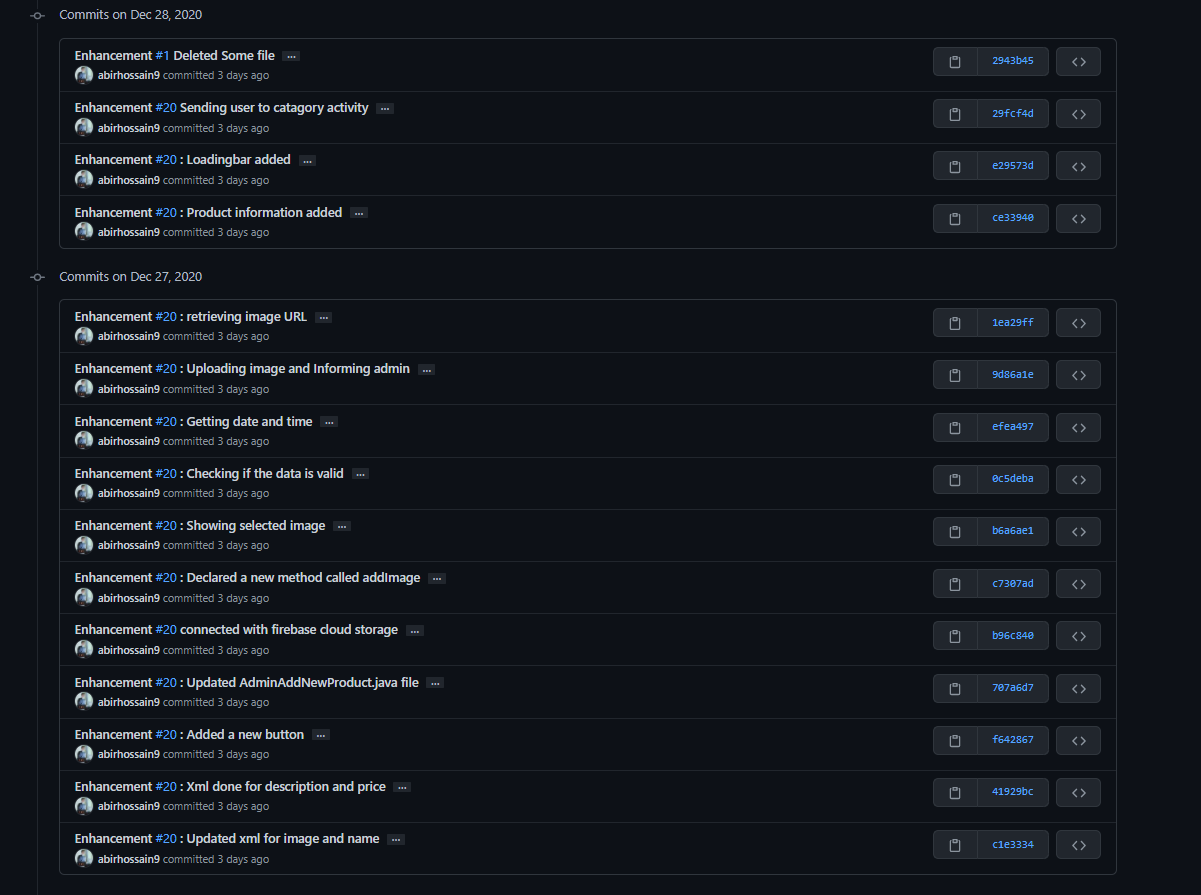 Commits on Dec 28, 2020
Enhancement #1 Deleted Some file ...
abirhossain9 committed 3 days ago
2943b45
Enhancement #20 Sending user to catagory activity ...
abirhossain9 committed 3 days ago
29fcf4d
Enhancement #20 : Loadingbar added ...
abirhossain9 committed 3 days ago
e29573d
Enhancement #20 : Product information added ...
abirhossain9 committed 3 days ago
ce33940
Commits on Dec 27, 2020
Enhancement #20 : retrieving image URL ...
abirhossain9 committed 3 days ago
1ea29ff
Enhancement #20 : Uploading image and Informing admin ...
abirhossain9 committed 3 days ago
9d86a1e
Enhancement #20 : Getting date and time ...
abirhossain9 committed 3 days ago
efea497
Enhancement #20 : Checking if the data is valid ...
abirhossain9 committed 3 days ago
0c5deba
Enhancement #20 : Showing selected image ...
abirhossain9 committed 3 days ago
b6a6ae1
Enhancement #20 : Declared a new method called addImage ...
abirhossain9 committed 3 days ago
c7307ad
Enhancement #20 connected with firebase cloud storage ...
abirhossain9 committed 3 days ago
b96c840
Enhancement #20 : Updated AdminAddNewProduct.java file ...
abirhossain9 committed 3 days ago
707a6d7
Enhancement #20 : Added a new button ...
abirhossain9 committed 3 days ago
f642867
Enhancement #20 : Xml done for description and price ...
abirhossain9 committed 3 days ago
41929bc
Enhancement #20 : Updated xml for image and name ...
abirhossain9 committed 3 days ago
c1e3334